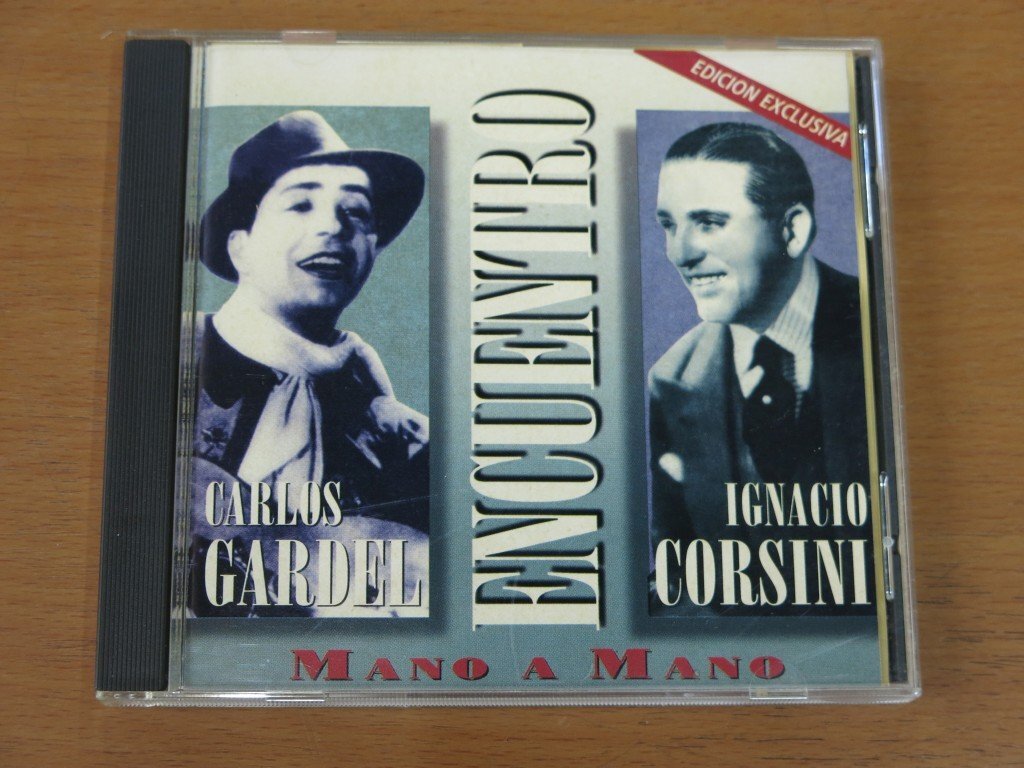 EDICION EXCLUSIVA
ENCUENTRO
CARLOS
GARDEL
IGNACIO
CORSINI
MANO A MANO